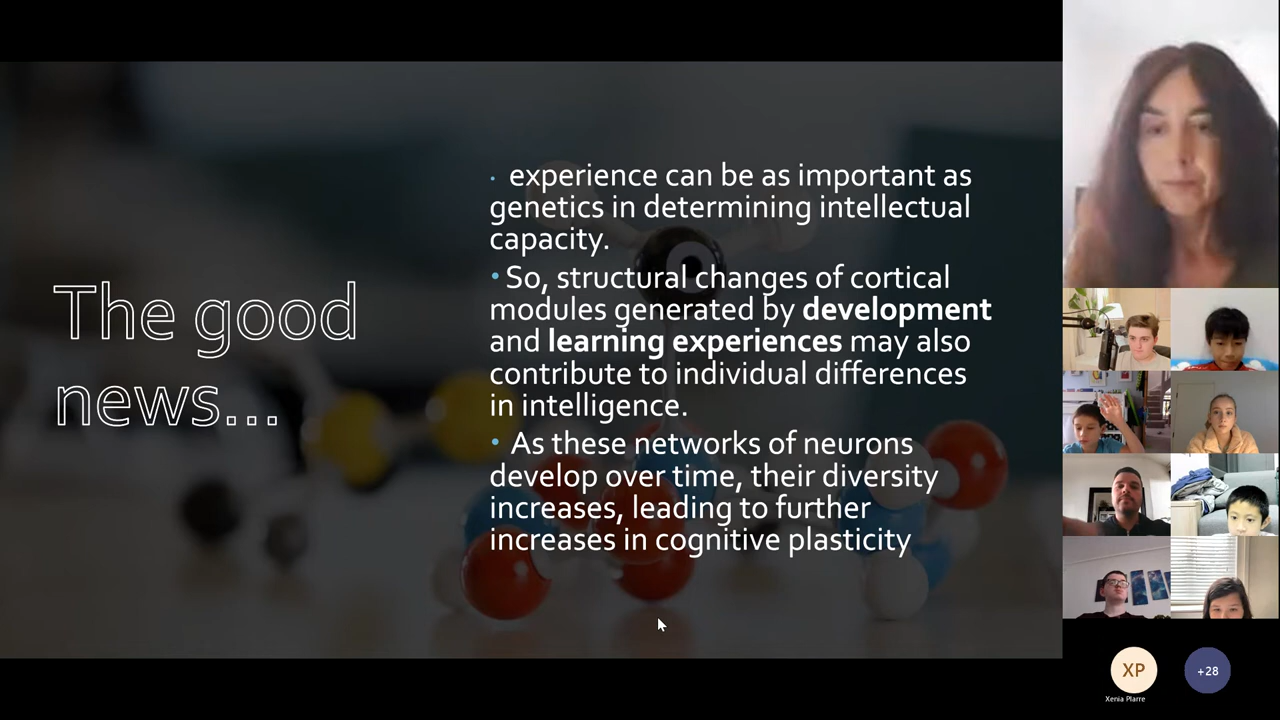 The good
news...
· experience can be as important as
genetics in determining intellectual
capacity.
• So, structural changes of cortical
modules generated by development
and learning experiences may also
contribute to individual differences
in intelligence.
• As these networks of neurons
develop over time, their diversity
increases, leading to further
increases in cognitive plasticity
XP
+28
Xenia Plarre